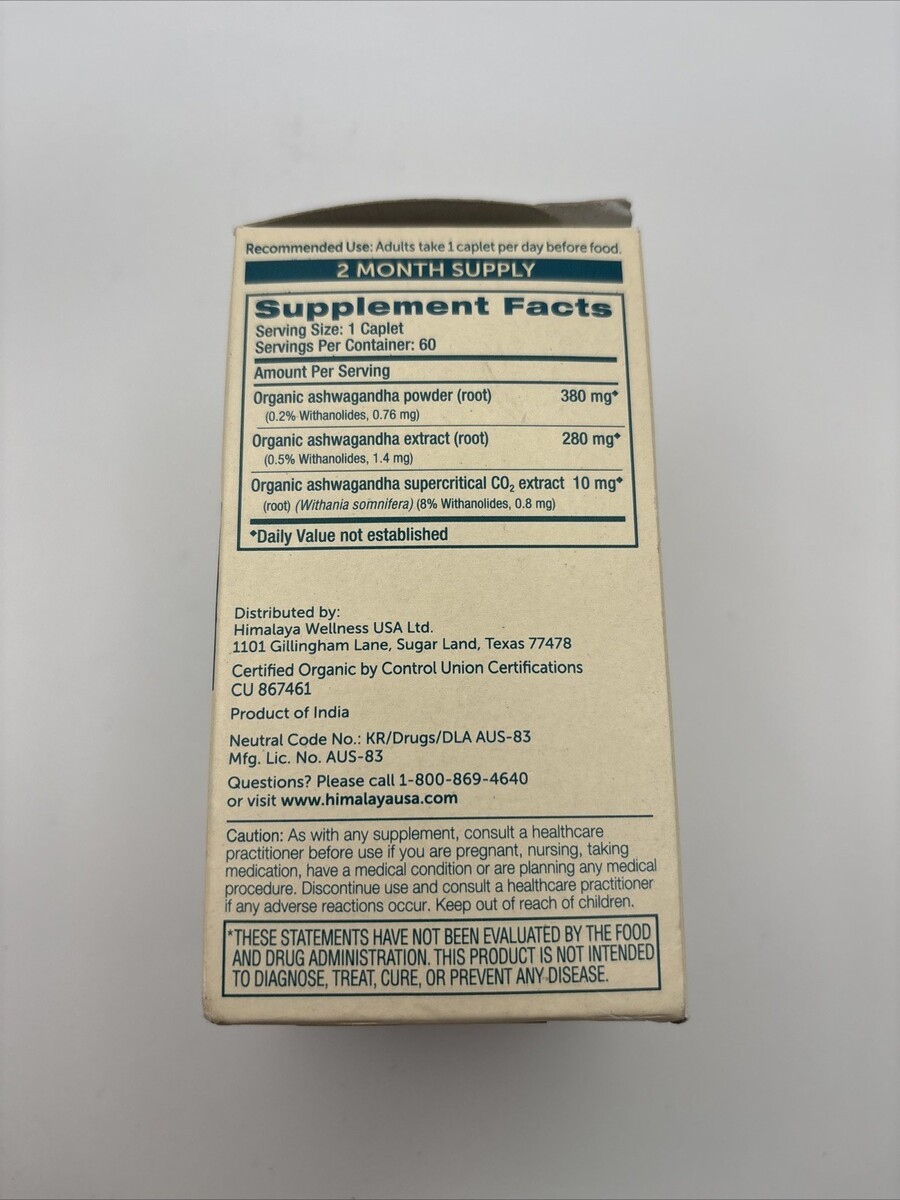 Recommended Use: Adults take 1 caplet per day before food.
2 MONTH SUPPLY
Supplement Facts
Serving Size: 1 Caplet
Servings Per Container: 60
Amount Per Serving
Organic ashwagandha powder (root) 380 mg◆
(0.2% Withanolides, 0.76 mg)
Organic ashwagandha extract (root) 280 mg◆
(0.5% Withanolides, 1.4 mg)
Organic ashwagandha supercritical CO₂ extract 10 mg◆
(root) (Withania somnifera) (8% Withanolides, 0.8 mg)
◆Daily Value not established
Distributed by:
Himalaya Wellness USA Ltd.
1101 Gillingham Lane, Sugar Land, Texas 77478
Certified Organic by Control Union Certifications
CU 867461
Product of India
Neutral Code No.: KR/Drugs/DLA AUS-83
Mfg. Lic. No. AUS-83
Questions? Please call 1-800-869-4640
or visit www.himalayausa.com
Caution: As with any supplement, consult a healthcare
practitioner before use if you are pregnant, nursing, taking
medication, have a medical condition or are planning any medical
procedure. Discontinue use and consult a healthcare practitioner
if any adverse reactions occur. Keep out of reach of children.
*THESE STATEMENTS HAVE NOT BEEN EVALUATED BY THE FOOD
AND DRUG ADMINISTRATION. THIS PRODUCT IS NOT INTENDED
TO DIAGNOSE, TREAT, CURE, OR PREVENT ANY DISEASE.